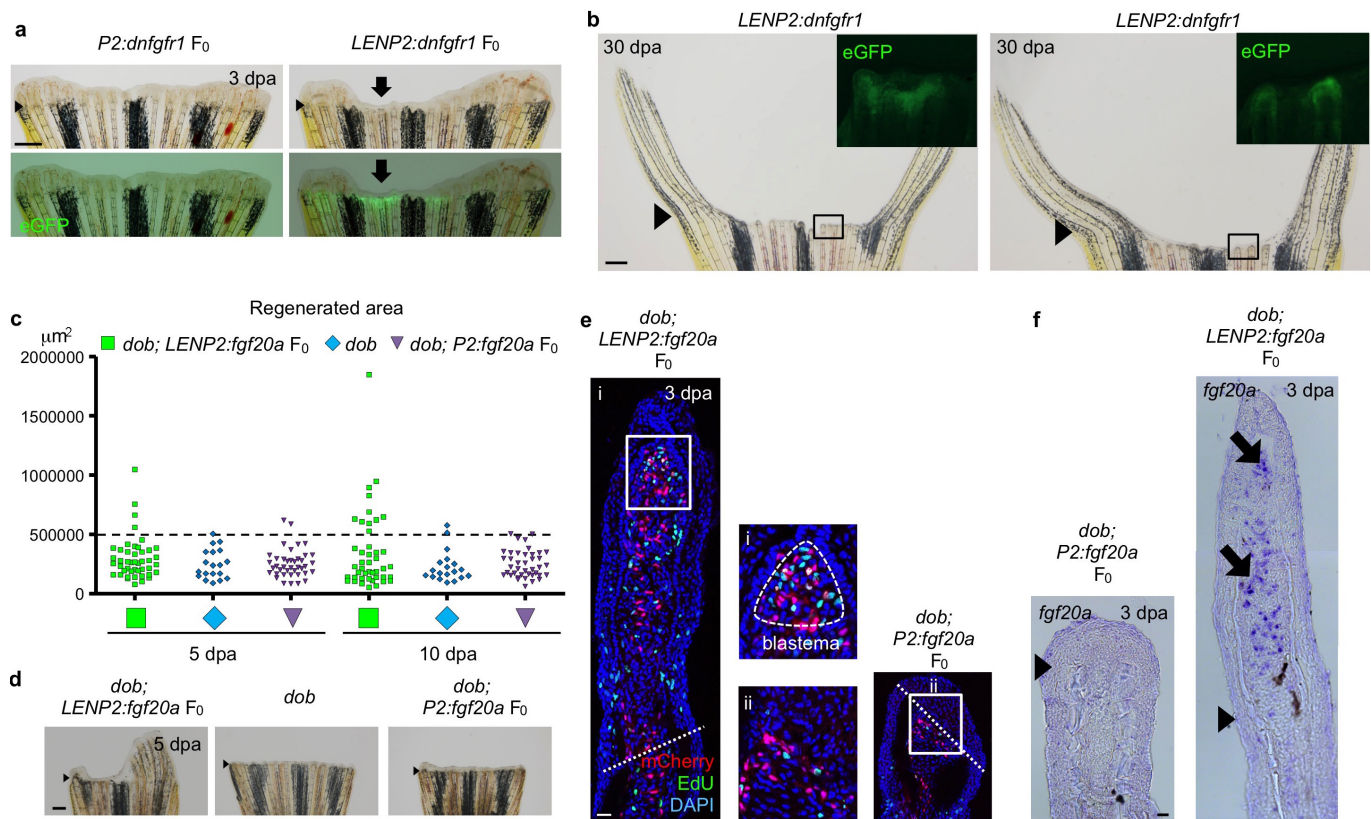 a
P2:dnfgfr1 F0
LENP2:dnfgfr1 F0
3 dpa
eGFP
b
LENP2:dnfgfr1
LENP2:dnfgfr1
30 dpa
eGFP
30 dpa
eGFP
c
Regenerated area
μm2
dob; LENP2:fgf20a F0
dob
dob; P2:fgf20a F0
2000000
1500000
1000000
500000
0
5 dpa
10 dpa
d
dob;
LENP2:fgf20a F0
dob
dob;
P2:fgf20a F0
5 dpa
e
dob;
LENP2:fgf20a
F0
i
3 dpa
i
blastema
ii
dob;
P2:fgf20a
F0
ii
mCherry
EdU
DAPI
f
dob;
LENP2:fgf20a
F0
fgf20a
3 dpa
dob;
P2:fgf20a
F0
fgf20a
3 dpa